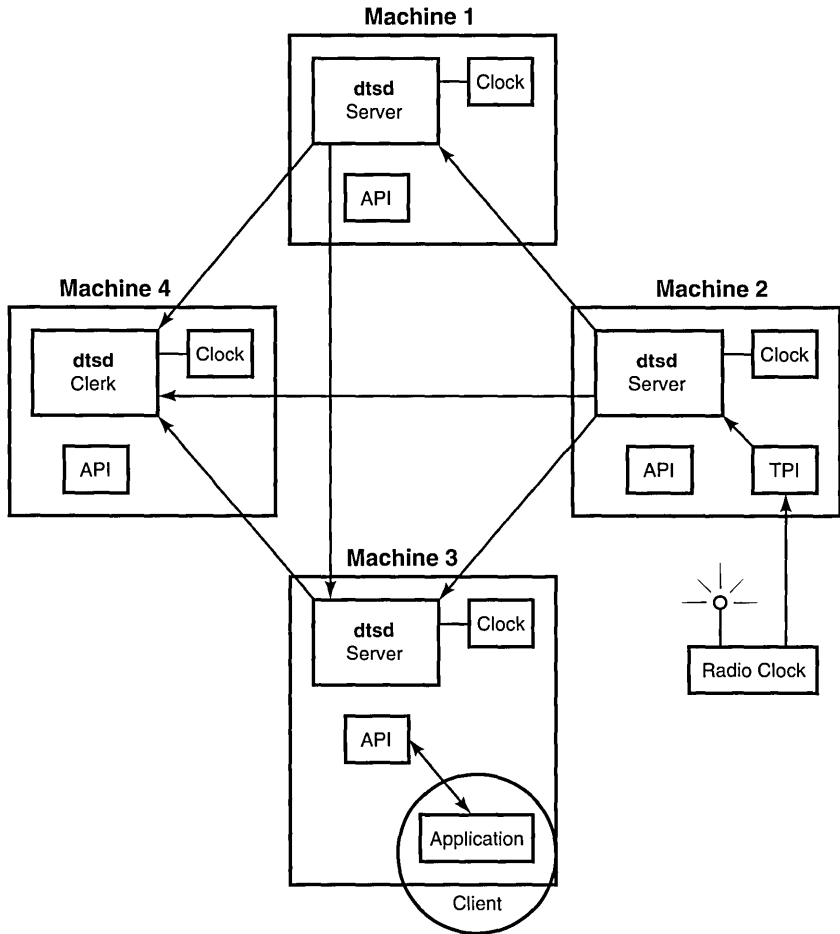 Machine 1
dtsd
Server
Clock
API
Machine 4
dtsd
Clerk
Clock
API
Machine 2
dtsd
Server
Clock
API
TPI
Radio Clock
Machine 3
dtsd
Server
Clock
API
Application
Client